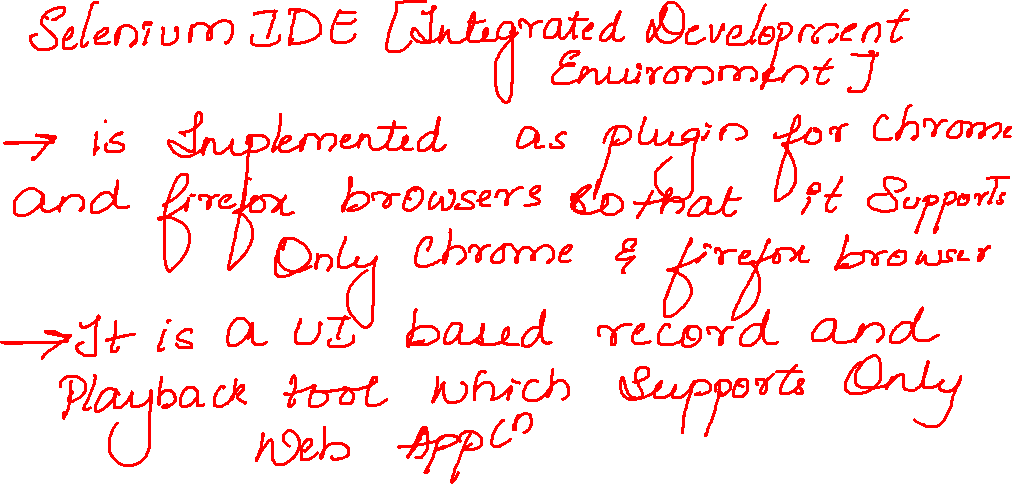 Selenium IDE [Integrated Development
Environment]
→ is Implemented as plugin for Chrome
and firefox browsers so that it Supports
Only Chrome & firefox browser
→ It is a UI based record and
Playback tool which Supports Only
Web Appcn